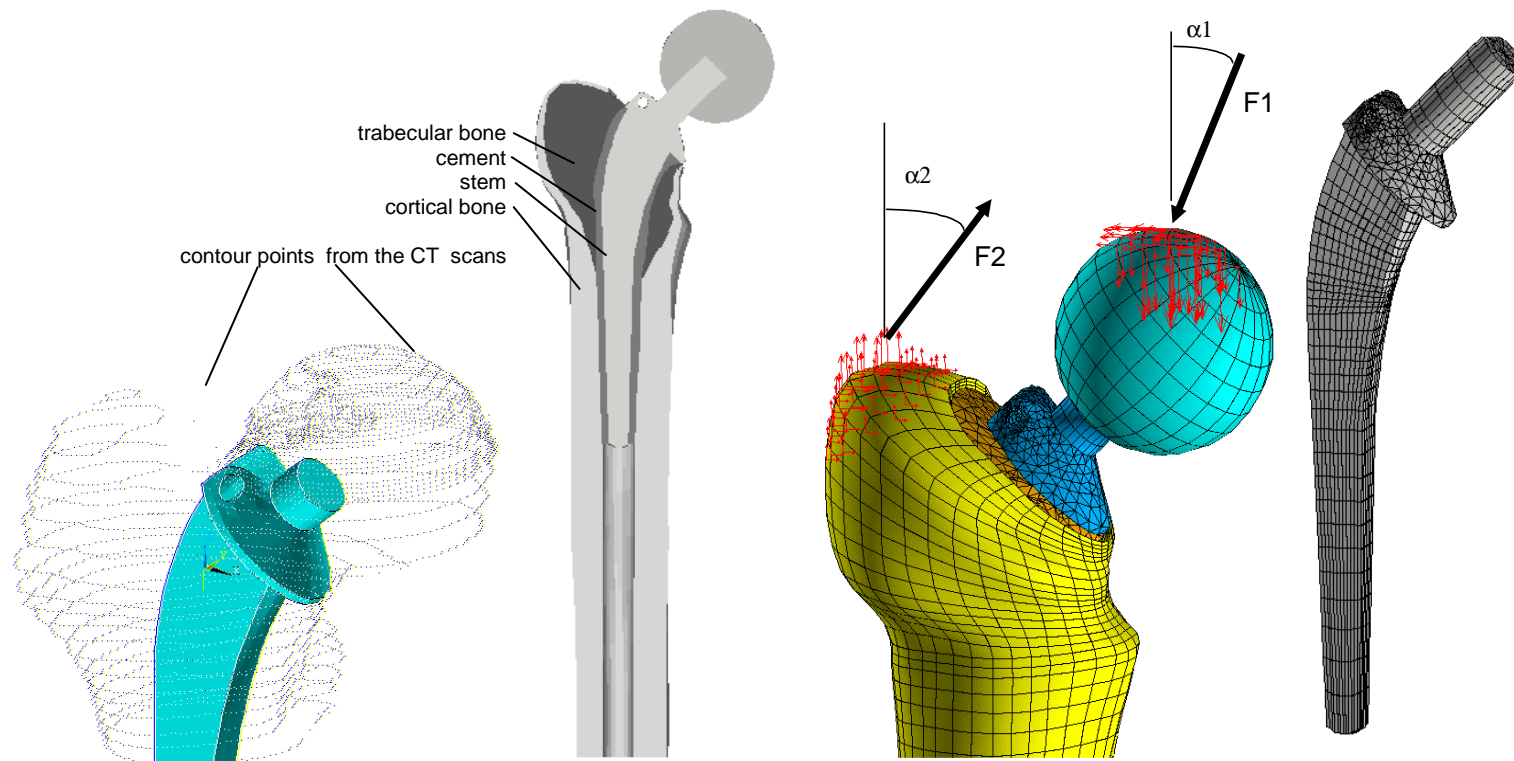 trabecular bone
cement
stem
cortical bone
contour points from the CT scans
α1
F1
α2
F2